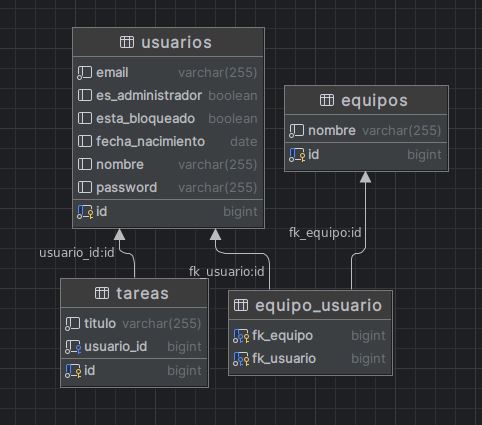 usuarios
email varchar(255)
es_administrador boolean
esta_bloqueado boolean
fecha_nacimiento date
nombre varchar(255)
password varchar(255)
id bigint
equipos
nombre varchar(255)
id bigint
usuario_id:id
fk_usuario:id
fk_equipo:id
tareas
titulo varchar(255)
usuario_id bigint
id bigint
equipo_usuario
fk_equipo bigint
fk_usuario bigint